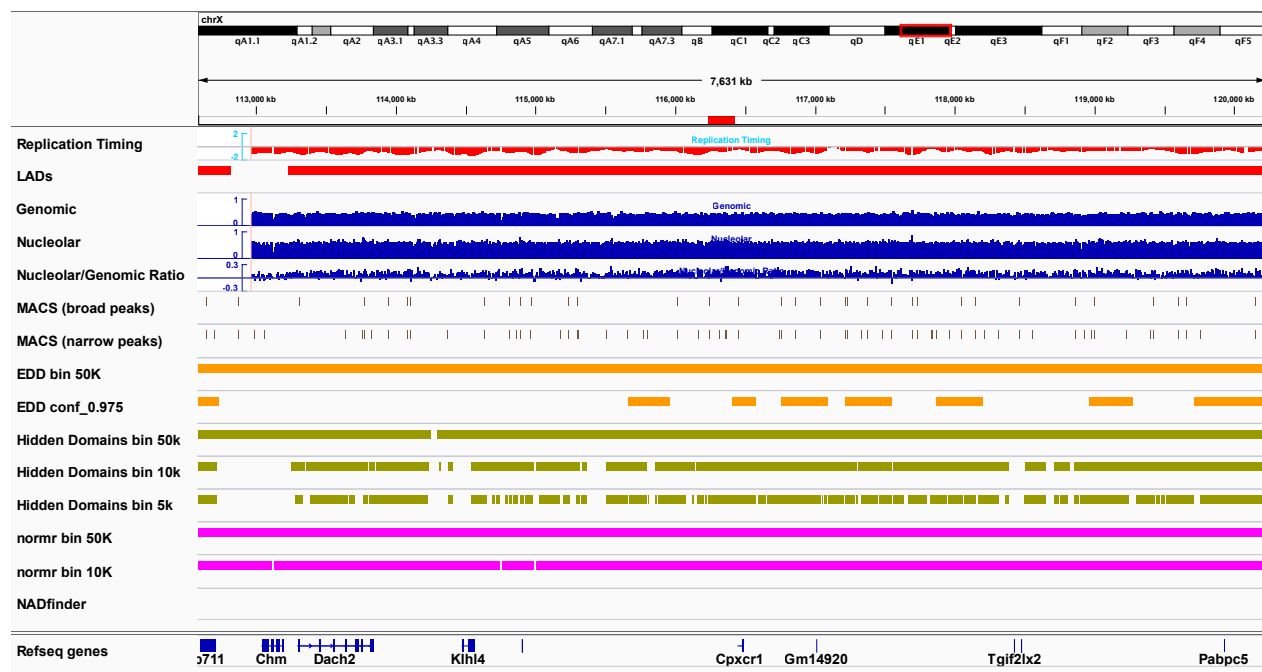 chrX
qA1.1 qA1.2 qA2 qA3.1 qA3.3 qA4 qA5 qA6 qA7.1 qA7.3 qB qC1 qC2 qC3 qD qE1 qE2 qE3 qF1 qF2 qF3 qF4 qF5
7,631 kb
113,000 kb 114,000 kb 115,000 kb 116,000 kb 117,000 kb 118,000 kb 119,000 kb 120,000 kb
Replication Timing 2 -2 Replication Timing
LADs
Genomic 1 0 Genomic
Nucleolar 1 0 Nucleolar
Nucleolar/Genomic Ratio 0.3 -0.3 Nucleolar/Genomic Ratio
MACS (broad peaks)
MACS (narrow peaks)
EDD bin 50K
EDD conf_0.975
Hidden Domains bin 50k
Hidden Domains bin 10k
Hidden Domains bin 5k
normr bin 50K
normr bin 10K
NADfinder
Refseq genes
p711 Chm Dach2 Klhl4 Cpxcr1 Gm14920 Tgif2lx2 Pabpc5